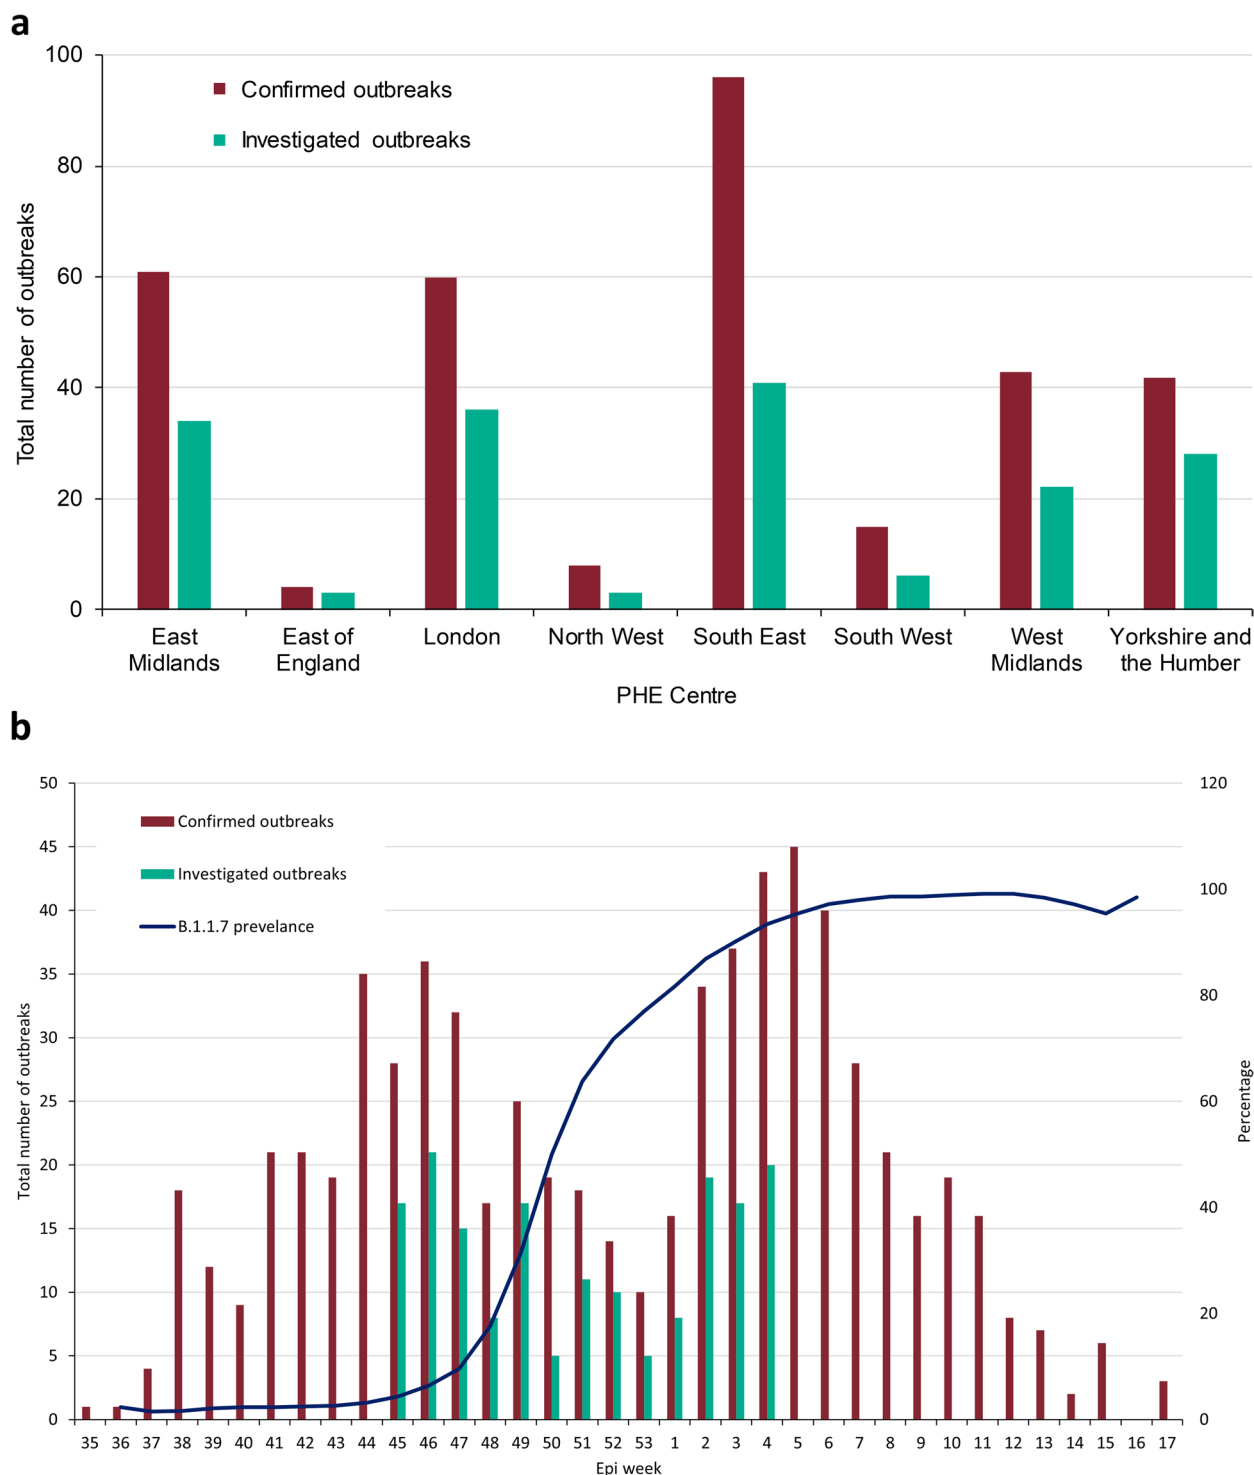 a
100
80
60
40
20
0
Total number of outbreaks
Confirmed outbreaks
Investigated outbreaks
East Midlands
East of England
London
North West
South East
South West
West Midlands
Yorkshire and the Humber
PHE Centre
b
50
45
40
35
30
25
20
15
10
5
0
Total number of outbreaks
Confirmed outbreaks
Investigated outbreaks
B.1.1.7 prevelance
120
100
80
60
40
20
0
Percentage
35 36 37 38 39 40 41 42 43 44 45 46 47 48 49 50 51 52 53 1 2 3 4 5 6 7 8 9 10 11 12 13 14 15 16 17
Epi week